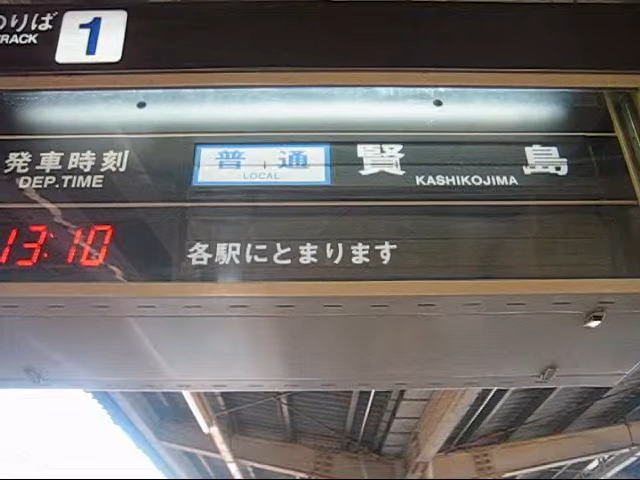 のりば
TRACK
1
発車時刻
DEP.TIME
普通
LOCAL
賢島
KASHIKOJIMA
13:10
各駅にとまります